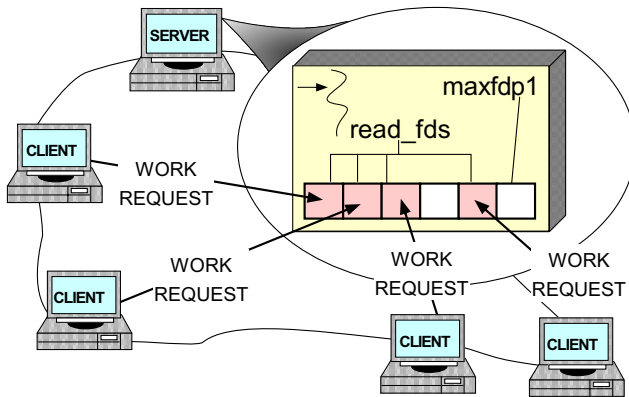 SERVER
maxfdp1
read_fds
CLIENT
WORK
REQUEST
WORK
REQUEST
WORK
REQUEST
WORK
REQUEST
CLIENT
CLIENT
CLIENT